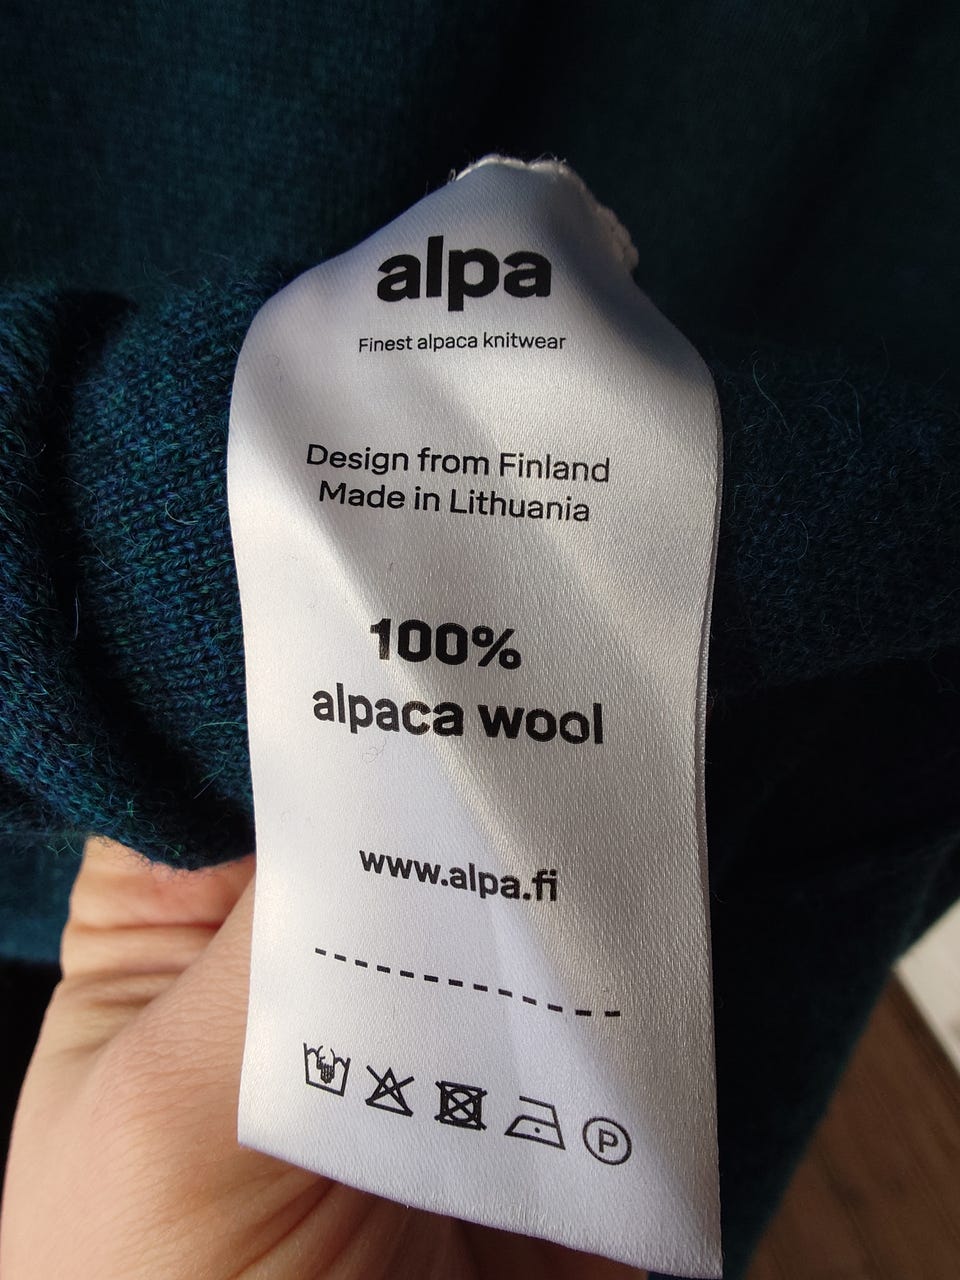 alpa
Finest alpaca knitwear
Design from Finland
Made in Lithuania
100%
alpaca wool
www.alpa.fi
P